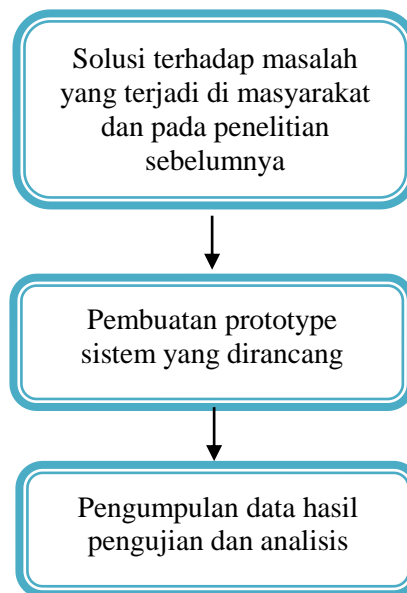 Solusi terhadap masalah
yang terjadi di masyarakat
dan pada penelitian
sebelumnya
Pembuatan prototype
sistem yang dirancang
Pengumpulan data hasil
pengujian dan analisis